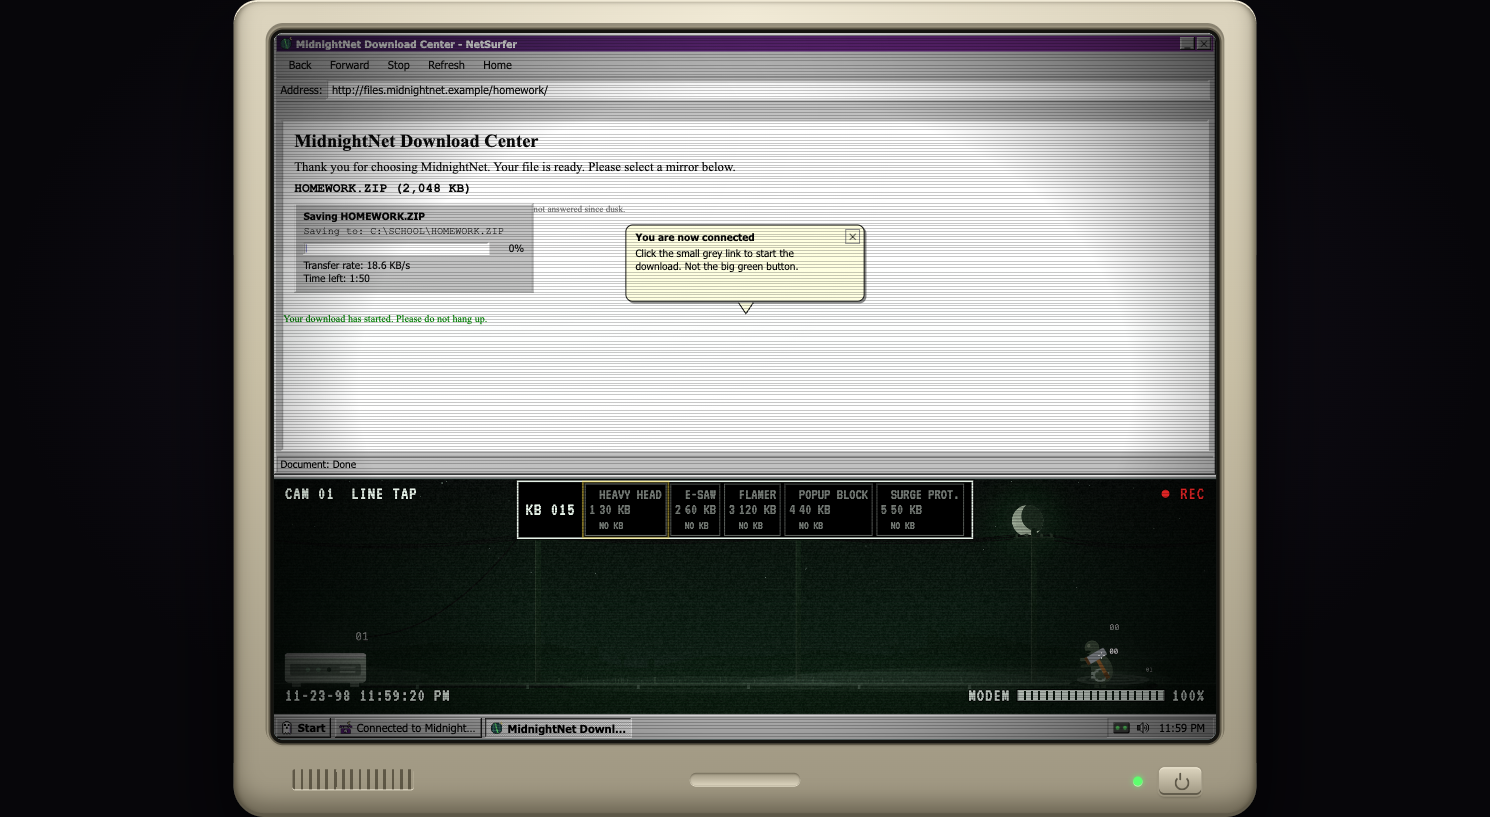 MidnightNet Download Center - NetSurfer
Back Forward Stop Refresh Home
Address: http://files.midnightnet.example/homework/
MidnightNet Download Center
Thank you for choosing MidnightNet. Your file is ready. Please select a mirror below.
HOMEWORK.ZIP (2,048 KB)
not answered since dusk.
Saving HOMEWORK.ZIP
Saving to: C:\SCHOOL\HOMEWORK.ZIP
0%
Transfer rate: 18.6 KB/s
Time left: 1:50
You are now connected
Click the small grey link to start the
download. Not the big green button.
Your download has started. Please do not hang up.
Document: Done
CAM 01 LINE TAP
KB 015
HEAVY HEAD
1 30 KB
NO KB
E-SAW
2 60 KB
NO KB
FLAMER
3 120 KB
NO KB
POPUP BLOCK
4 40 KB
NO KB
SURGE PROT.
5 50 KB
NO KB
REC
01
00
00
01
11-23-98 11:59:20 PM
MODEM 100%
Start Connected to Midnight... MidnightNet Downl... 11:59 PM